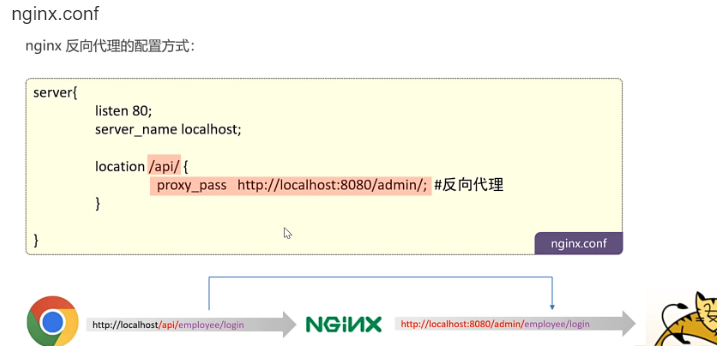 nginx.conf
nginx 反向代理的配置方式：
server{
listen 80;
server_name localhost;
location /api/ {
proxy_pass http://localhost:8080/admin/; #反向代理
}
}
nginx.conf
http://localhost/api/employee/login
NGINX
http://localhost:8080/admin/employee/login